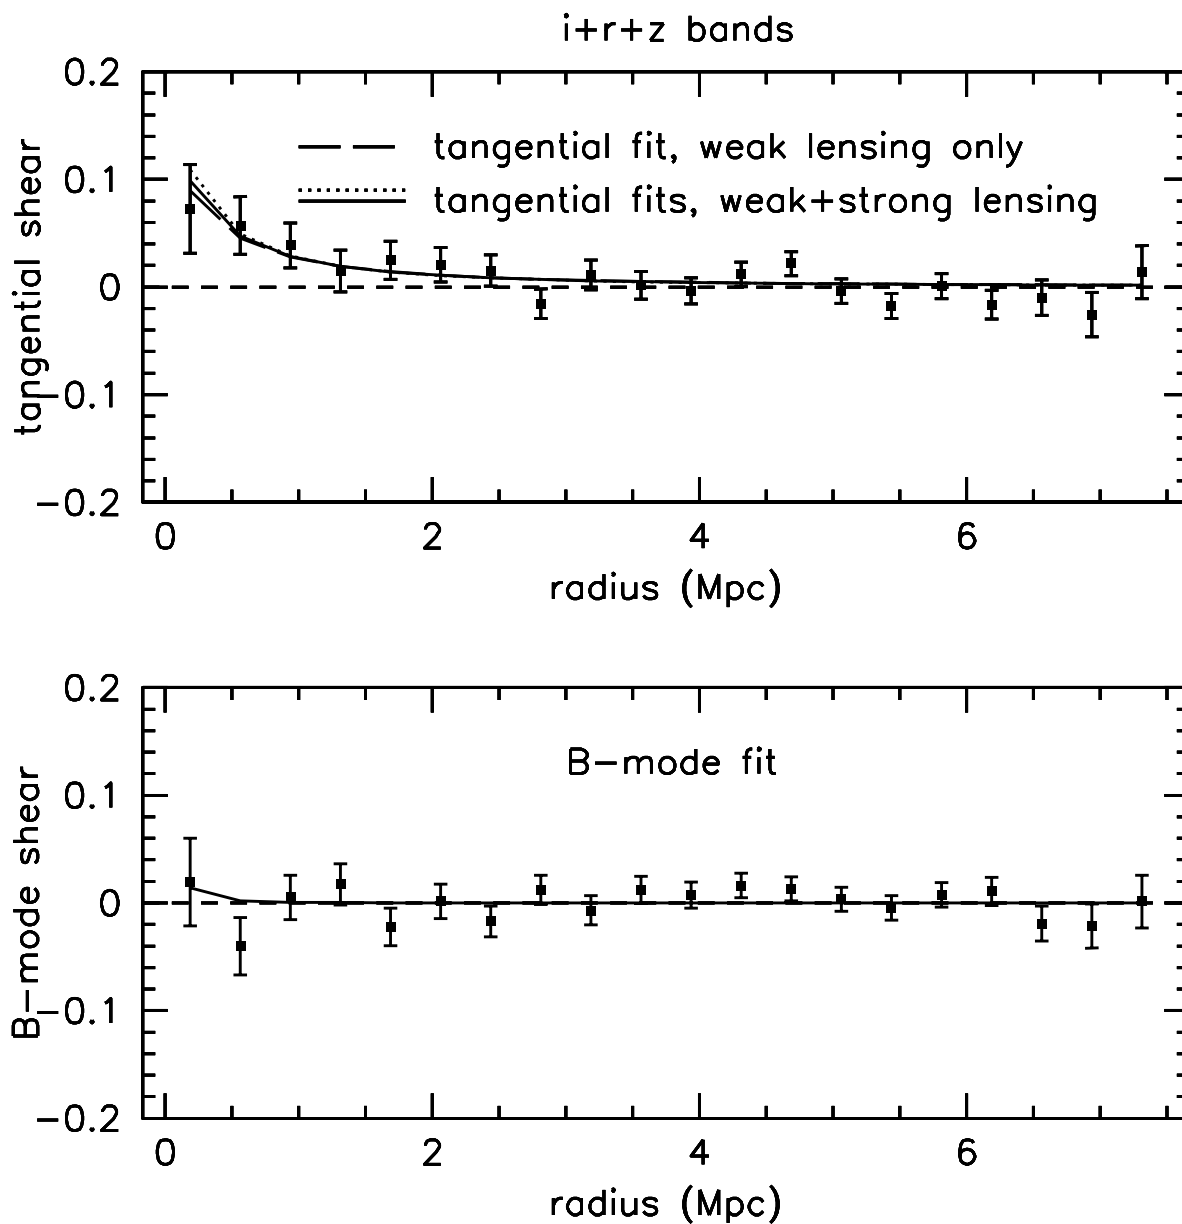 i+r+z bands
0.2
0.1
0
−0.1
−0.2
tangential shear
tangential fit, weak lensing only
tangential fits, weak+strong lensing
0 2 4 6
radius (Mpc)
0.2
0.1
0
−0.1
−0.2
B−mode shear
B−mode fit
0 2 4 6
radius (Mpc)